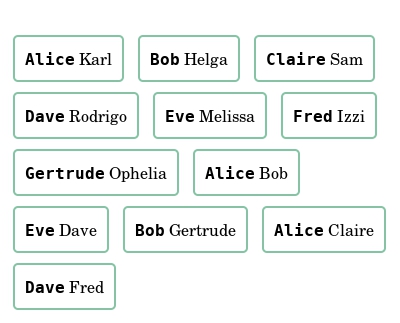 Alice Karl Bob Helga Claire Sam
Dave Rodrigo Eve Melissa Fred Izzi
Gertrude Ophelia Alice Bob
Eve Dave Bob Gertrude Alice Claire
Dave Fred